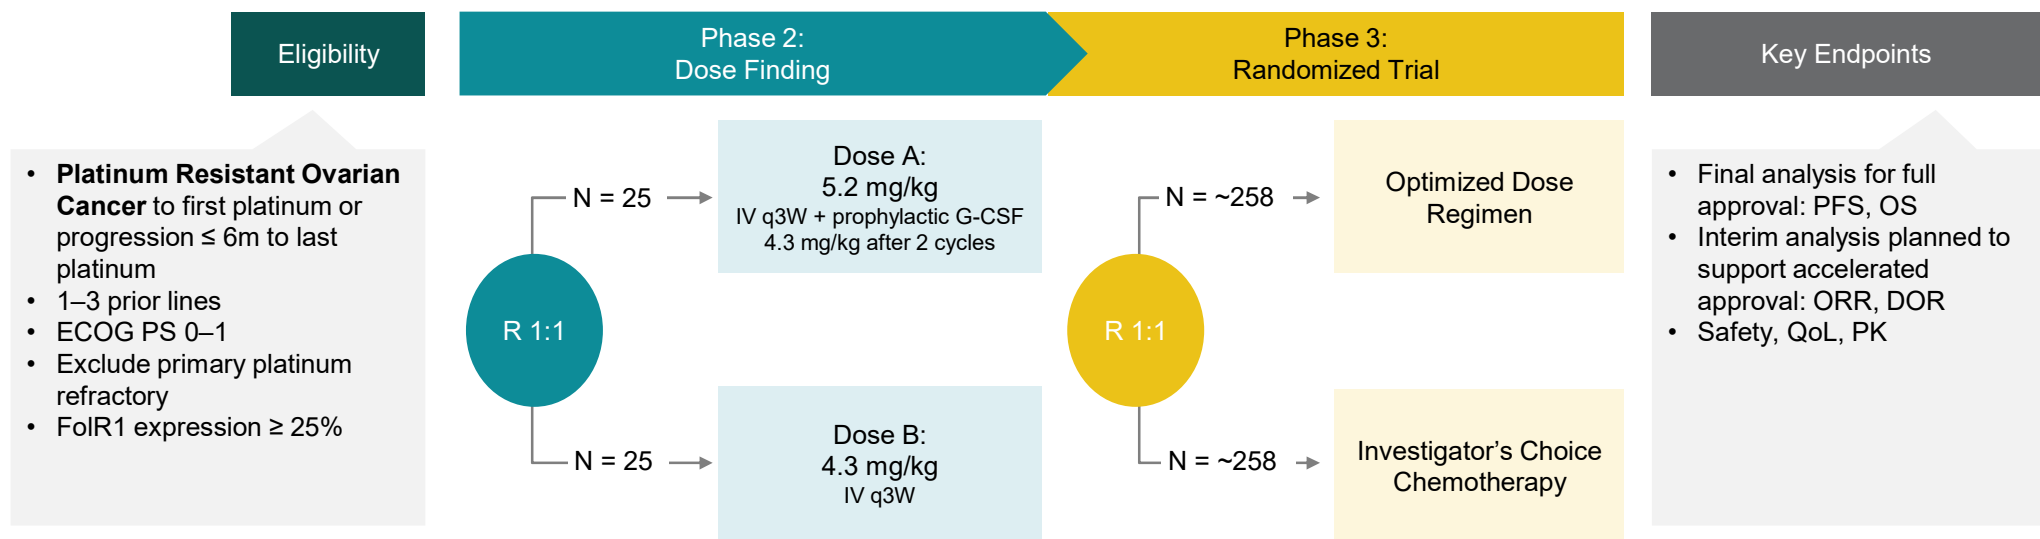 Eligibility
• Platinum Resistant Ovarian
Cancer to first platinum or
progression ≤ 6m to last
platinum
• 1–3 prior lines
• ECOG PS 0–1
• Exclude primary platinum
refractory
• FolR1 expression ≥ 25%
Phase 2:
Dose Finding
R 1:1
N = 25
Dose A:
5.2 mg/kg
IV q3W + prophylactic G-CSF
4.3 mg/kg after 2 cycles
N = 25
Dose B:
4.3 mg/kg
IV q3W
Phase 3:
Randomized Trial
R 1:1
N = ~258
Optimized Dose
Regimen
N = ~258
Investigator’s Choice
Chemotherapy
Key Endpoints
• Final analysis for full
approval: PFS, OS
• Interim analysis planned to
support accelerated
approval: ORR, DOR
• Safety, QoL, PK